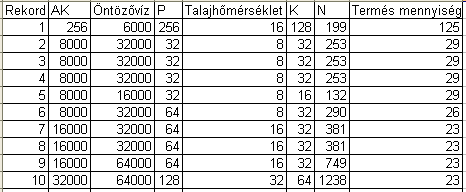 Rekord AK Öntözővíz P Talajhőmérséklet K N Termés mennyiség
1 256 6000 256 16 128 199 125
2 8000 32000 32 8 32 253 29
3 8000 32000 32 8 32 253 29
4 8000 32000 32 8 32 253 29
5 8000 16000 32 8 16 132 29
6 8000 32000 64 8 32 290 26
7 16000 32000 64 16 32 381 23
8 16000 32000 64 16 32 381 23
9 16000 64000 64 16 32 749 23
10 32000 64000 128 32 64 1238 23